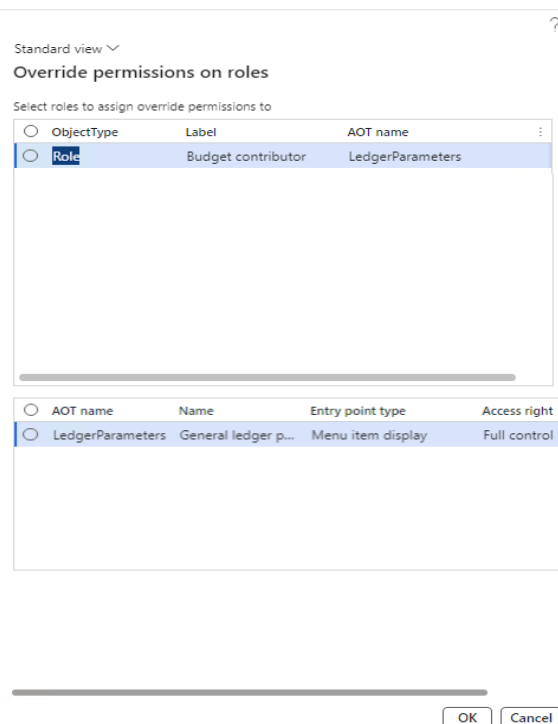 ?
Standard view
Override permissions on roles
Select roles to assign override permissions to
ObjectType Label AOT name
Role Budget contributor LedgerParameters
AOT name Name Entry point type Access right
LedgerParameters General ledger p... Menu item display Full control
OK Cancel